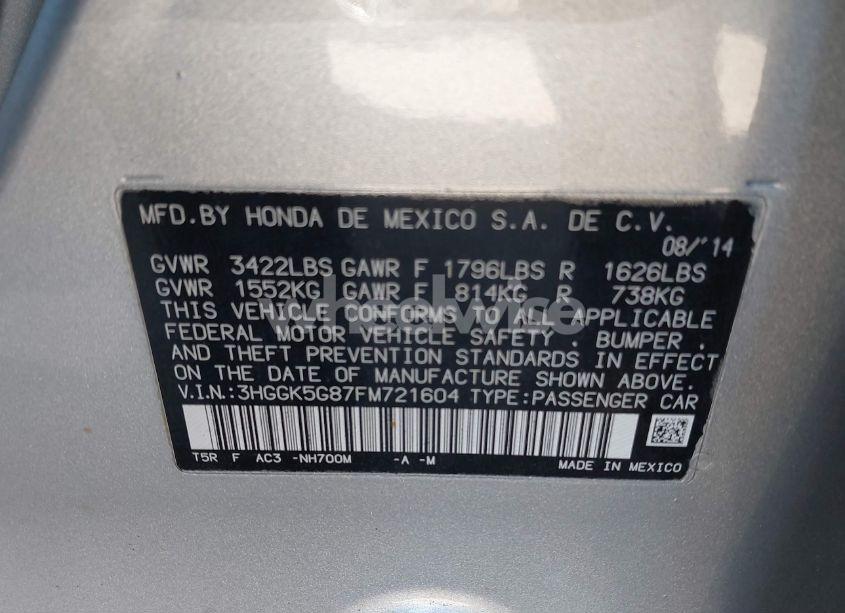 MFD.BY HONDA DE MEXICO S.A. DE C.V.
08/'14
GVWR 3422LBS GAWR F 1796LBS R 1626LBS
GVWR 1552KG GAWR F 814KG R 738KG
THIS VEHICLE CONFORMS TO ALL APPLICABLE
FEDERAL MOTOR VEHICLE SAFETY, BUMPER,
AND THEFT PREVENTION STANDARDS IN EFFECT
ON THE DATE OF MANUFACTURE SHOWN ABOVE.
V.I.N.:3HGGK5G87FM721604 TYPE:PASSENGER CAR
T5R F AC3 -NH700M -A -M
MADE IN MEXICO
wheelwire